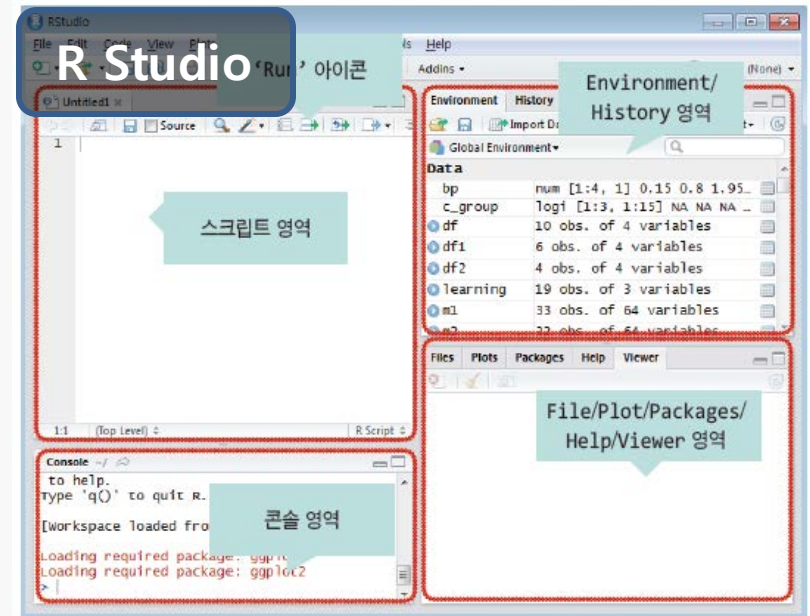 RStudio
R Studio
File Edit Code View Plots
Help
'Run' 아이콘
Addins
(None)
Untitled1
Source
1
스크립트 영역
1:1 (Top Level) R Script
Environment History
Environment/
History 영역
Import
Global Environment
Data
bp num [1:4, 1] 0.15 0.8 1.95…
c_group logi [1:3, 1:15] NA NA NA …
df 10 obs. of 4 variables
df1 6 obs. of 4 variables
df2 4 obs. of 4 variables
learning 19 obs. of 3 variables
m1 33 obs. of 64 variables
Console ~/
to help.
Type 'q()' to quit R.
[Workspace loaded fro
Loading required package: ggplo
Loading required package: ggplot2
>
콘솔 영역
Files Plots Packages Help Viewer
File/Plot/Packages/
Help/Viewer 영역